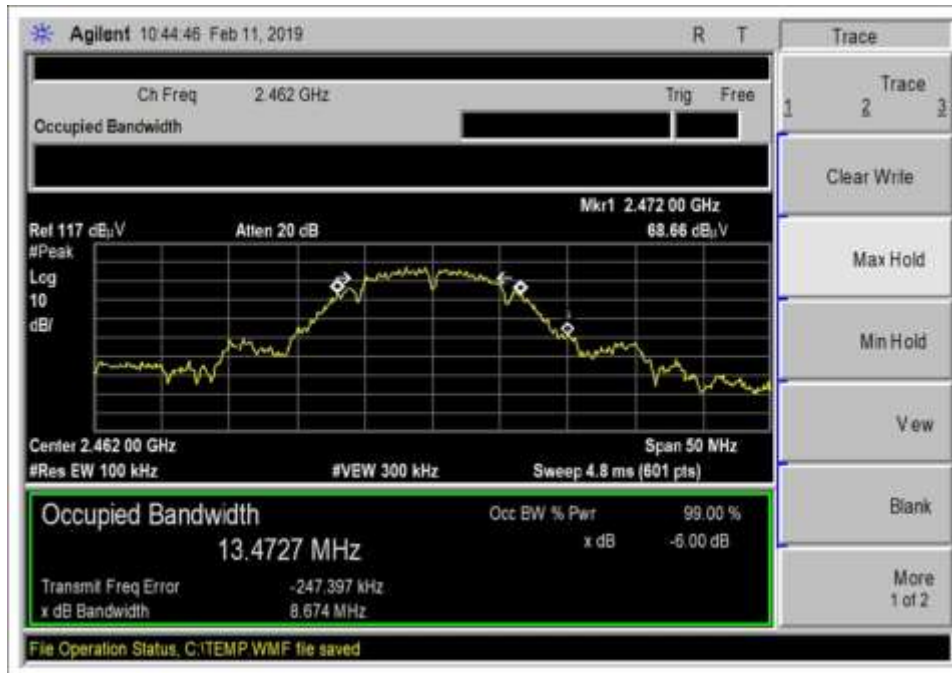 Agilent 10:44:46 Feb 11, 2019 R T Trace
Ch Freq 2.462 GHz Trig Free
Occupied Bandwidth
Trace
1 2 3
Clear Write
Max Hold
Min Hold
View
Blank
More
1 of 2
Mkr1 2.472 00 GHz
Ref 117 dBµV Atten 20 dB 68.66 dBµV
#Peak
Log
10
dB/
1
Center 2.462 00 GHz Span 50 MHz
#Res BW 100 kHz #VBW 300 kHz Sweep 4.8 ms (601 pts)
Occupied Bandwidth Occ BW % Pwr 99.00 %
13.4727 MHz x dB -6.00 dB
Transmit Freq Error -247.397 kHz
x dB Bandwidth 8.674 MHz
File Operation Status, C:\TEMP.WMF file saved